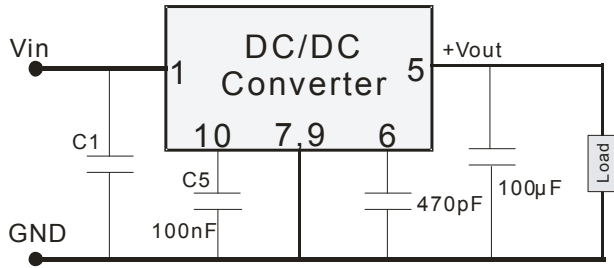 Vin
DC/DC
Converter
1
5
+Vout
10
7,9
6
C1
C5
100nF
470pF
100µF
Load
GND